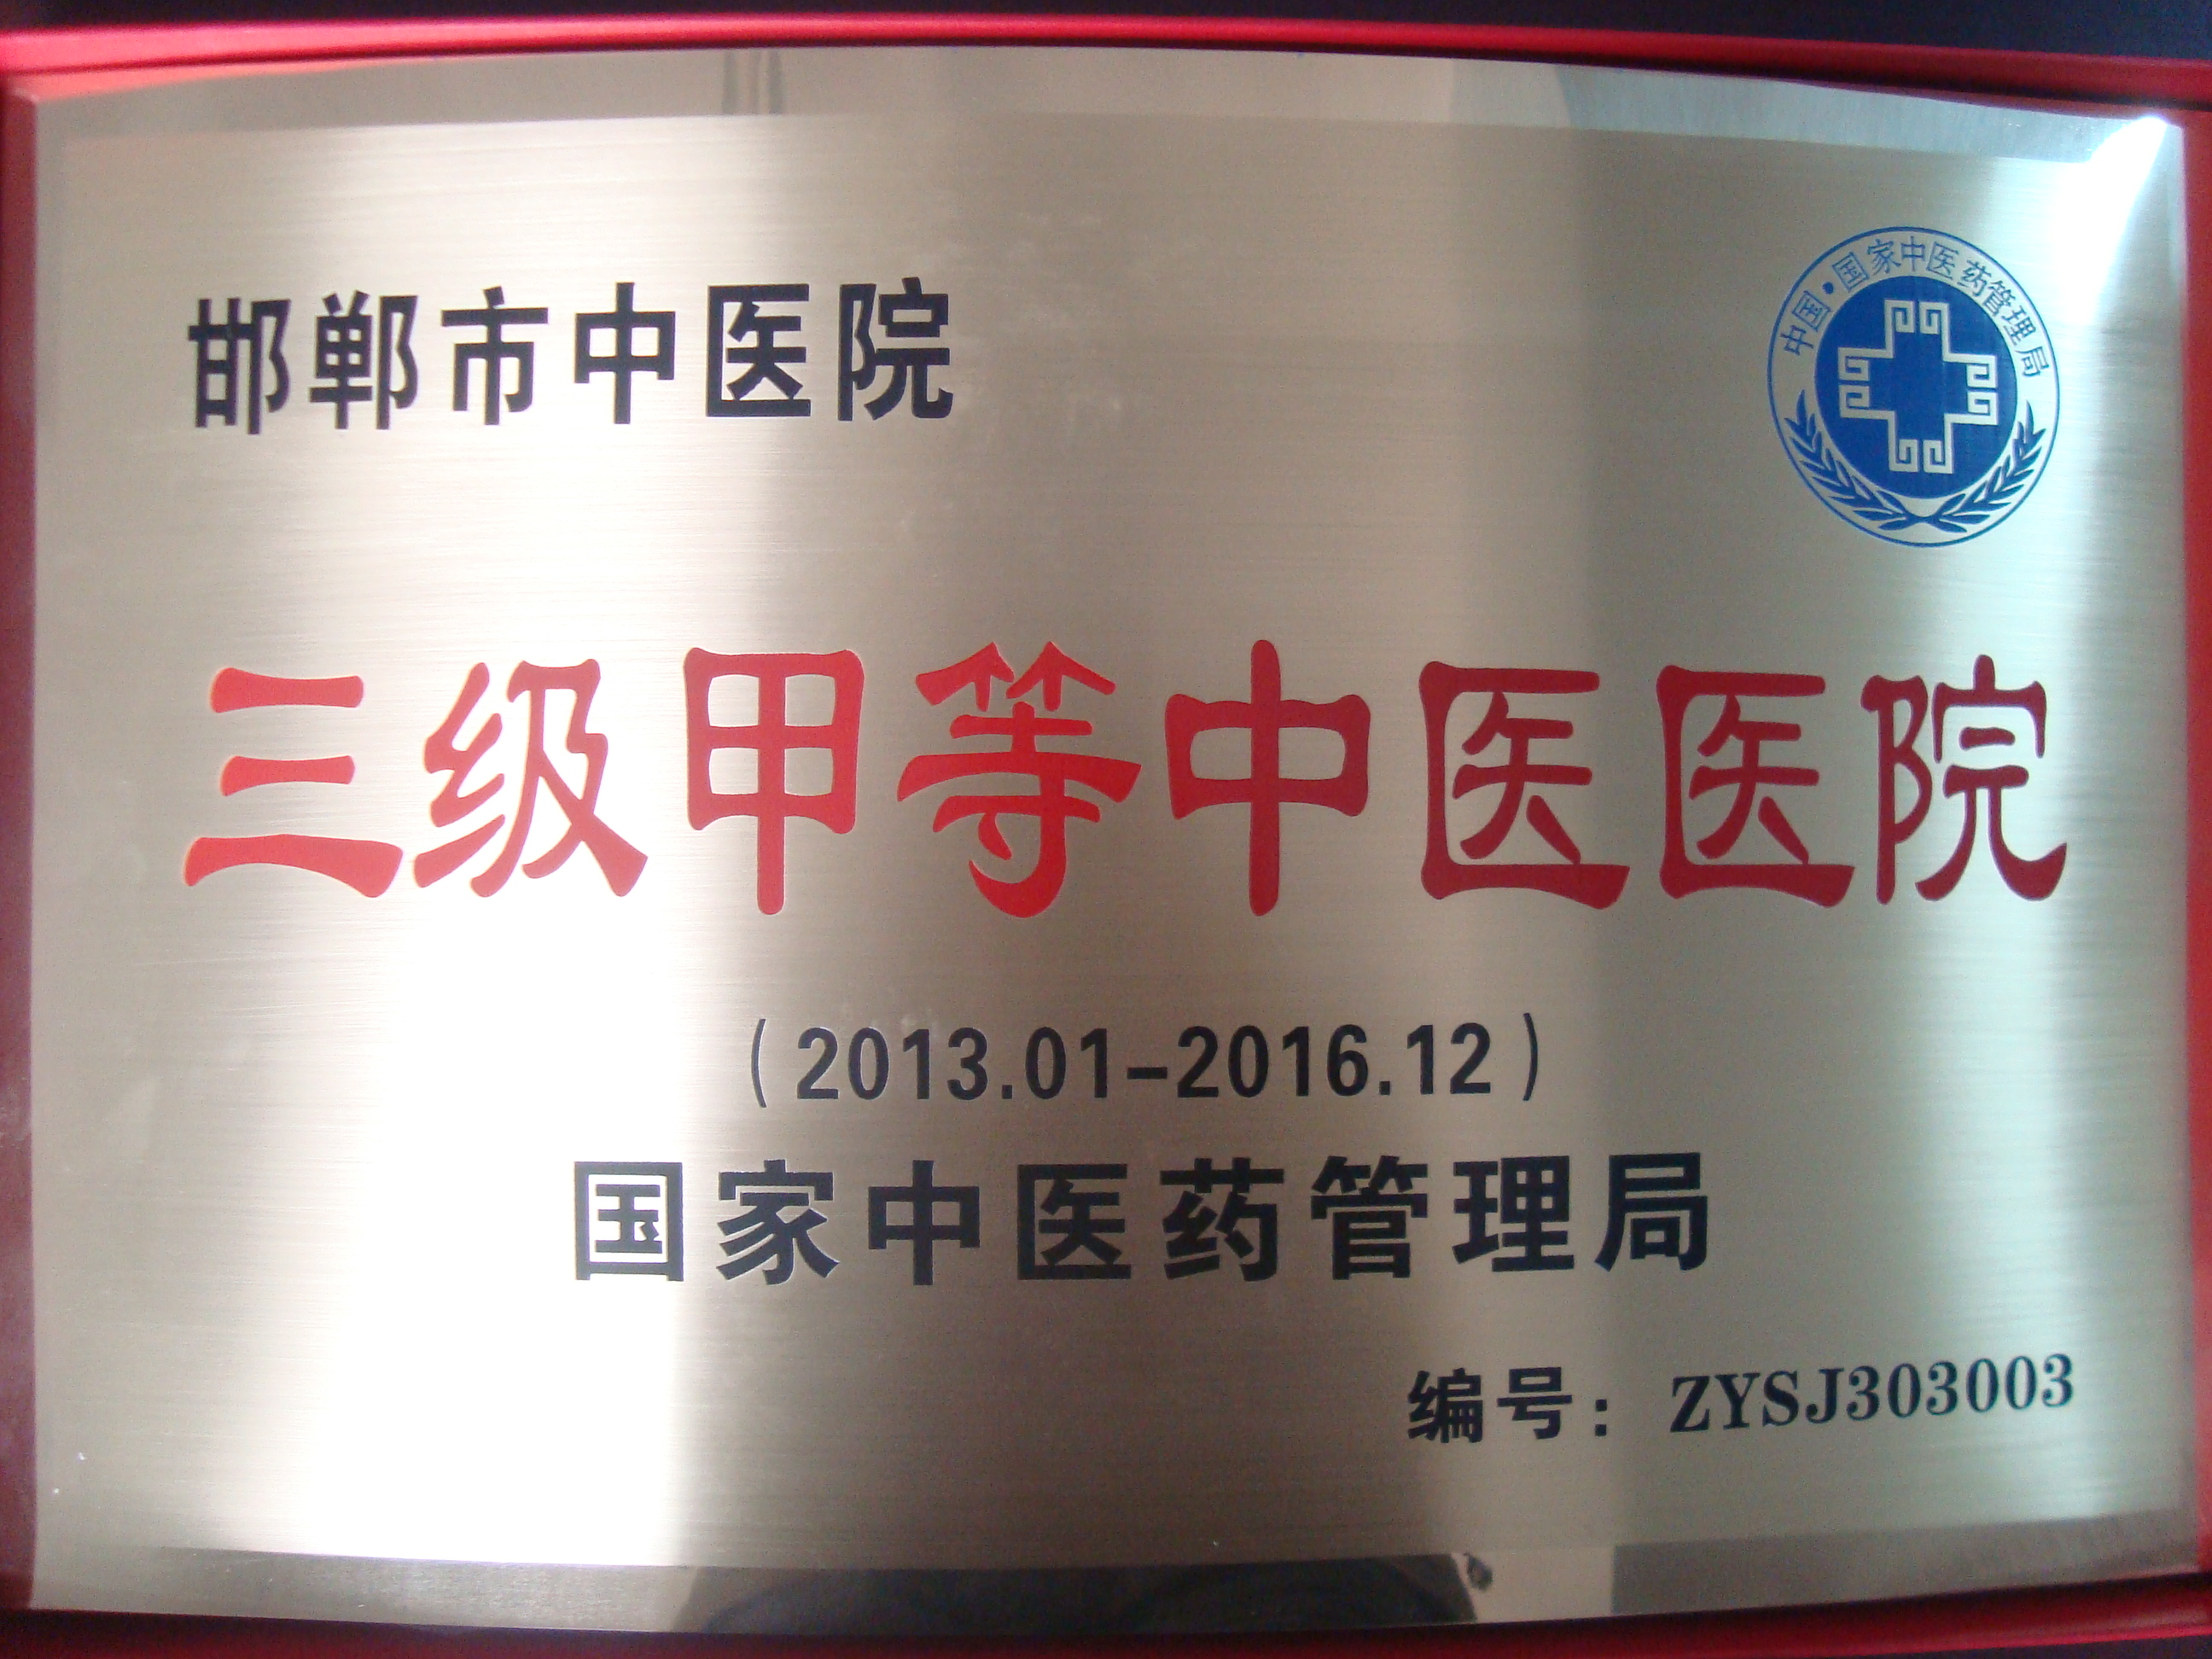 邯郸市中医院
中国·国家中医药管理局
三级甲等中医医院
(2013.01-2016.12)
国家中医药管理局
编号：ZYSJ303003